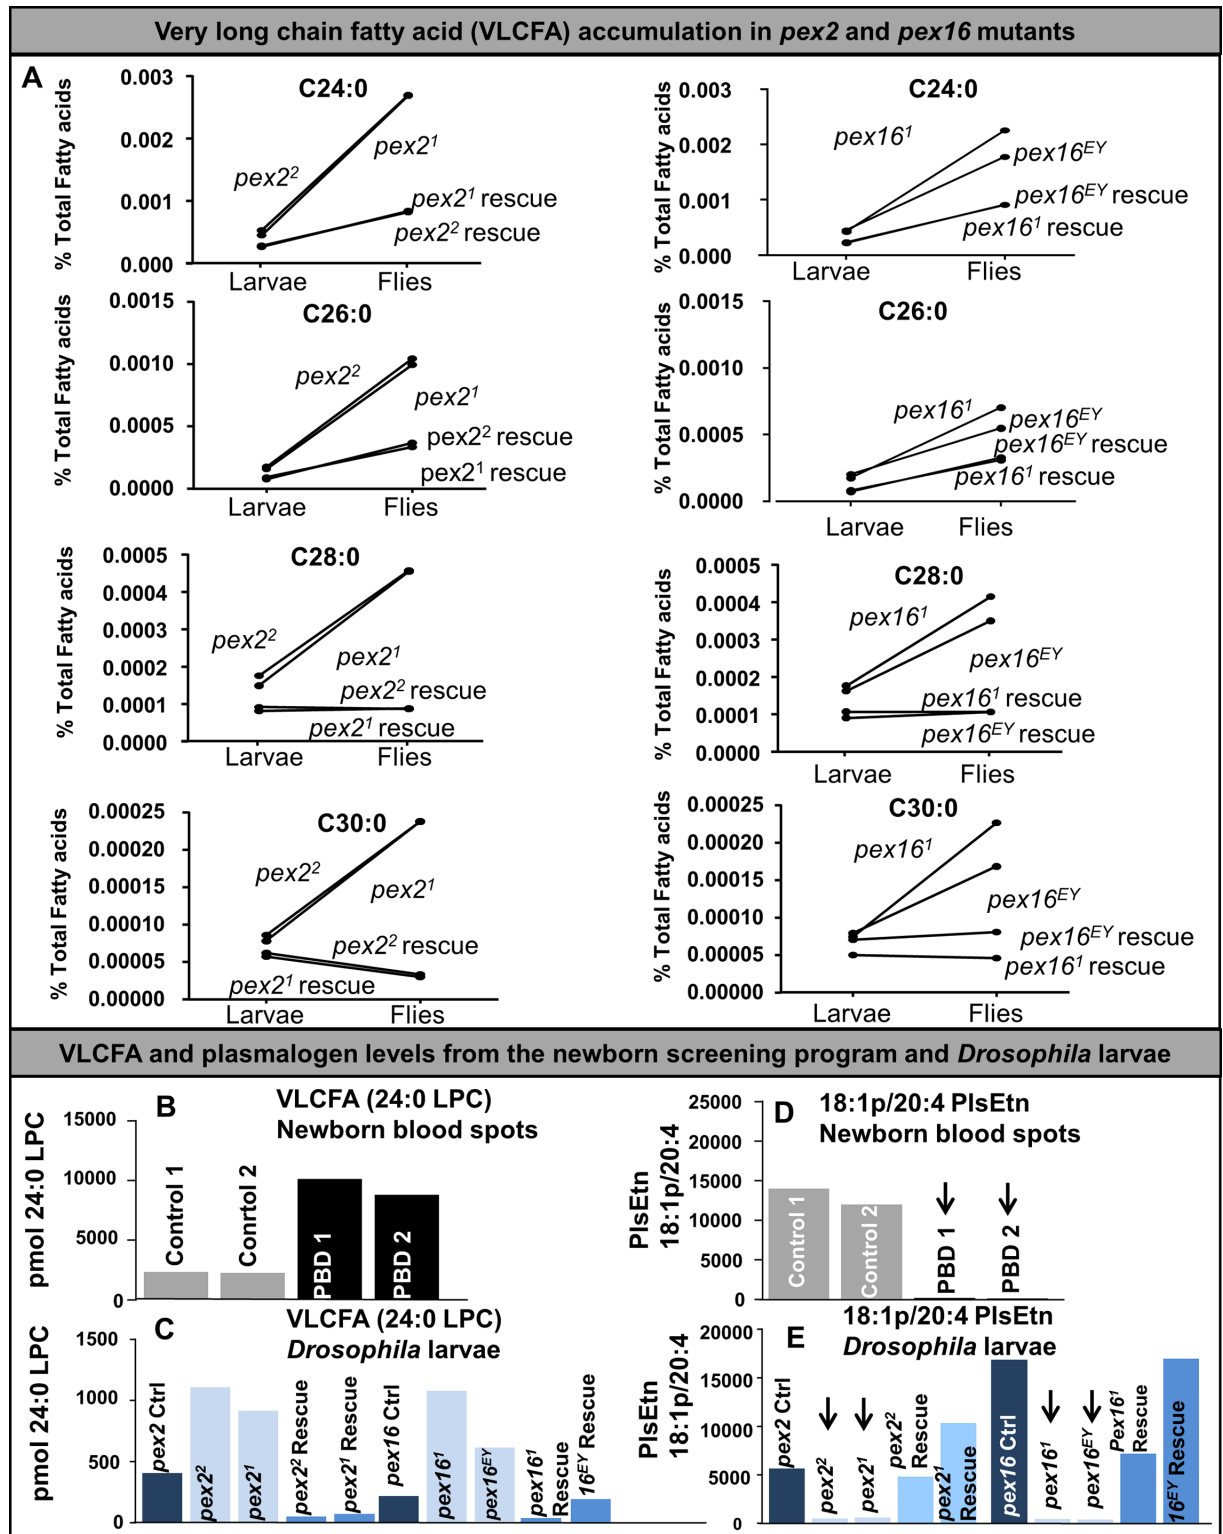 Very long chain fatty acid (VLCFA) accumulation in pex2 and pex16 mutants
A
% Total Fatty acids
C24:0
0.003
0.002
0.001
0.000
pex2²
pex2¹
pex2¹ rescue
pex2² rescue
Larvae
Flies
% Total Fatty acids
C24:0
0.003
0.002
0.001
0.000
pex16¹
pex16ᴱʸ
pex16ᴱʸ rescue
pex16¹ rescue
Larvae
Flies
% Total Fatty acids
C26:0
0.0015
0.0010
0.0005
0.0000
pex2²
pex2¹
pex2² rescue
pex2¹ rescue
Larvae
Flies
% Total Fatty acids
C26:0
0.0015
0.0010
0.0005
0.0000
pex16¹
pex16ᴱʸ
pex16ᴱʸ rescue
pex16¹ rescue
Larvae
Flies
% Total Fatty acids
C28:0
0.0005
0.0004
0.0003
0.0002
0.0001
0.0000
pex2²
pex2¹
pex2² rescue
pex2¹ rescue
Larvae
Flies
% Total Fatty acids
C28:0
0.0005
0.0004
0.0003
0.0002
0.0001
0.0000
pex16¹
pex16ᴱʸ
pex16¹ rescue
pex16ᴱʸ rescue
Larvae
Flies
% Total Fatty acids
C30:0
0.00025
0.00020
0.00015
0.00010
0.00005
0.00000
pex2²
pex2¹
pex2² rescue
pex2¹ rescue
Larvae
Flies
% Total Fatty acids
C30:0
0.00025
0.00020
0.00015
0.00010
0.00005
0.00000
pex16¹
pex16ᴱʸ
pex16ᴱʸ rescue
pex16¹ rescue
Larvae
Flies
VLCFA and plasmalogen levels from the newborn screening program and Drosophila larvae
B
VLCFA (24:0 LPC)
Newborn blood spots
pmol 24:0 LPC
15000
10000
5000
0
Control 1
Conrtol 2
PBD 1
PBD 2
D
18:1p/20:4 PlsEtn
Newborn blood spots
PlsEtn
18:1p/20:4
25000
20000
15000
10000
5000
0
Control 1
Control 2
PBD 1
PBD 2
C
VLCFA (24:0 LPC)
Drosophila larvae
pmol 24:0 LPC
1500
1000
500
0
pex2 Ctrl
pex2²
pex2¹
pex2² Rescue
pex2¹ Rescue
pex16 Ctrl
pex16¹
pex16ᴱʸ
pex16¹
Rescue
16ᴱʸ Rescue
E
18:1p/20:4 PlsEtn
Drosophila larvae
PlsEtn
18:1p/20:4
20000
15000
10000
5000
0
pex2 Ctrl
pex2²
pex2¹
pex2²
Rescue
pex2¹
Rescue
pex16 Ctrl
pex16¹
pex16ᴱʸ
Pex16¹
Rescue
16ᴱʸ Rescue